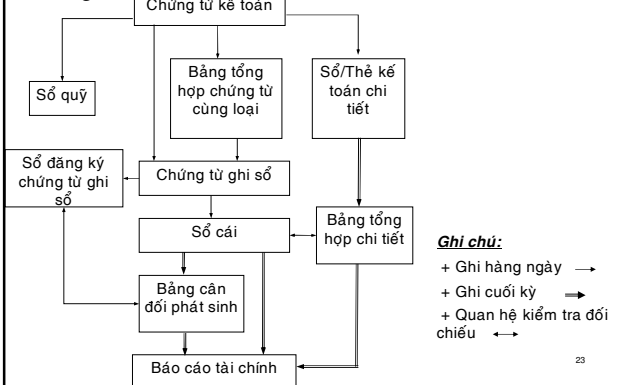 Chứng từ kế toán
Sổ quỹ
Bảng tổng
hợp chứng từ
cùng loại
Sổ/Thẻ kế
toán chi
tiết
Sổ đăng ký
chứng từ ghi
sổ
Chứng từ ghi sổ
Sổ cái
Bảng tổng
hợp chi tiết
Bảng cân
đối phát sinh
Báo cáo tài chính
Ghi chú:
+ Ghi hàng ngày
+ Ghi cuối kỳ
+ Quan hệ kiểm tra đối
chiếu
23